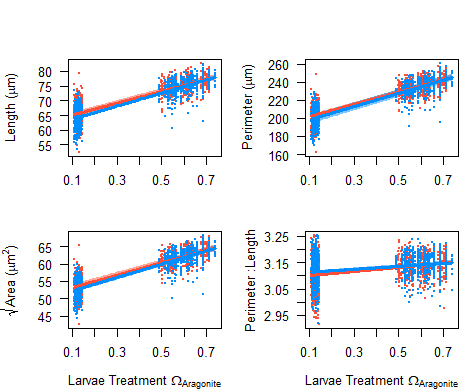 Length (μm)
80
75
70
65
60
55
0.1 0.3 0.5 0.7
Perimeter (μm)
260
240
220
200
180
160
0.1 0.3 0.5 0.7
√Area (μm²)
65
60
55
50
45
0.1 0.3 0.5 0.7
Larvae Treatment Ω Aragonite
Perimeter :Length
3.25
3.15
3.05
2.95
0.1 0.3 0.5 0.7
Larvae Treatment Ω Aragonite